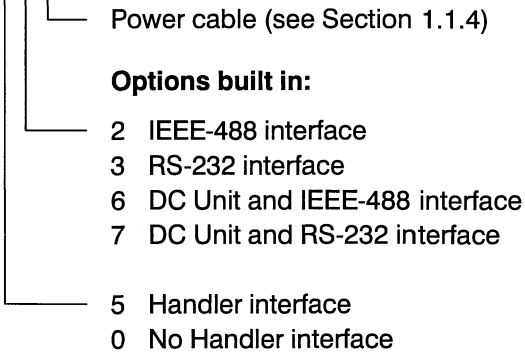 Power cable (see Section 1.1.4)
Options built in:
2 IEEE-488 interface
3 RS-232 interface
6 DC Unit and IEEE-488 interface
7 DC Unit and RS-232 interface
5 Handler interface
0 No Handler interface